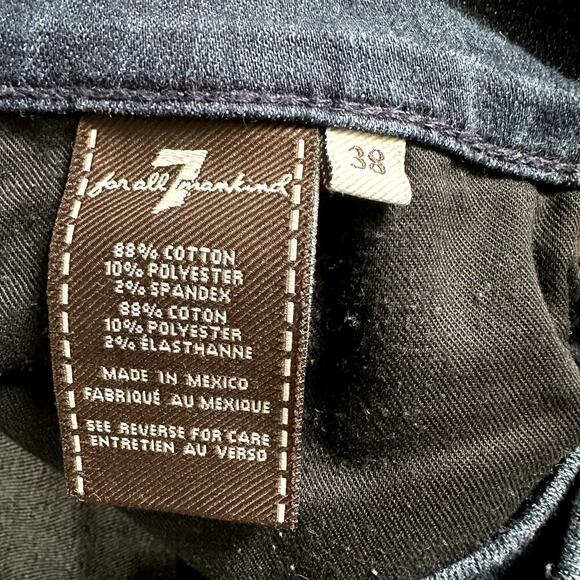 for all 7 mankind
38
88% COTTON
10% POLYESTER
2% SPANDEX
88% COTON
10% POLYESTER
2% ÉLASTHANNE
MADE IN MEXICO
FABRIQUÉ AU MEXIQUE
SEE REVERSE FOR CARE
ENTRETIEN AU VERSO